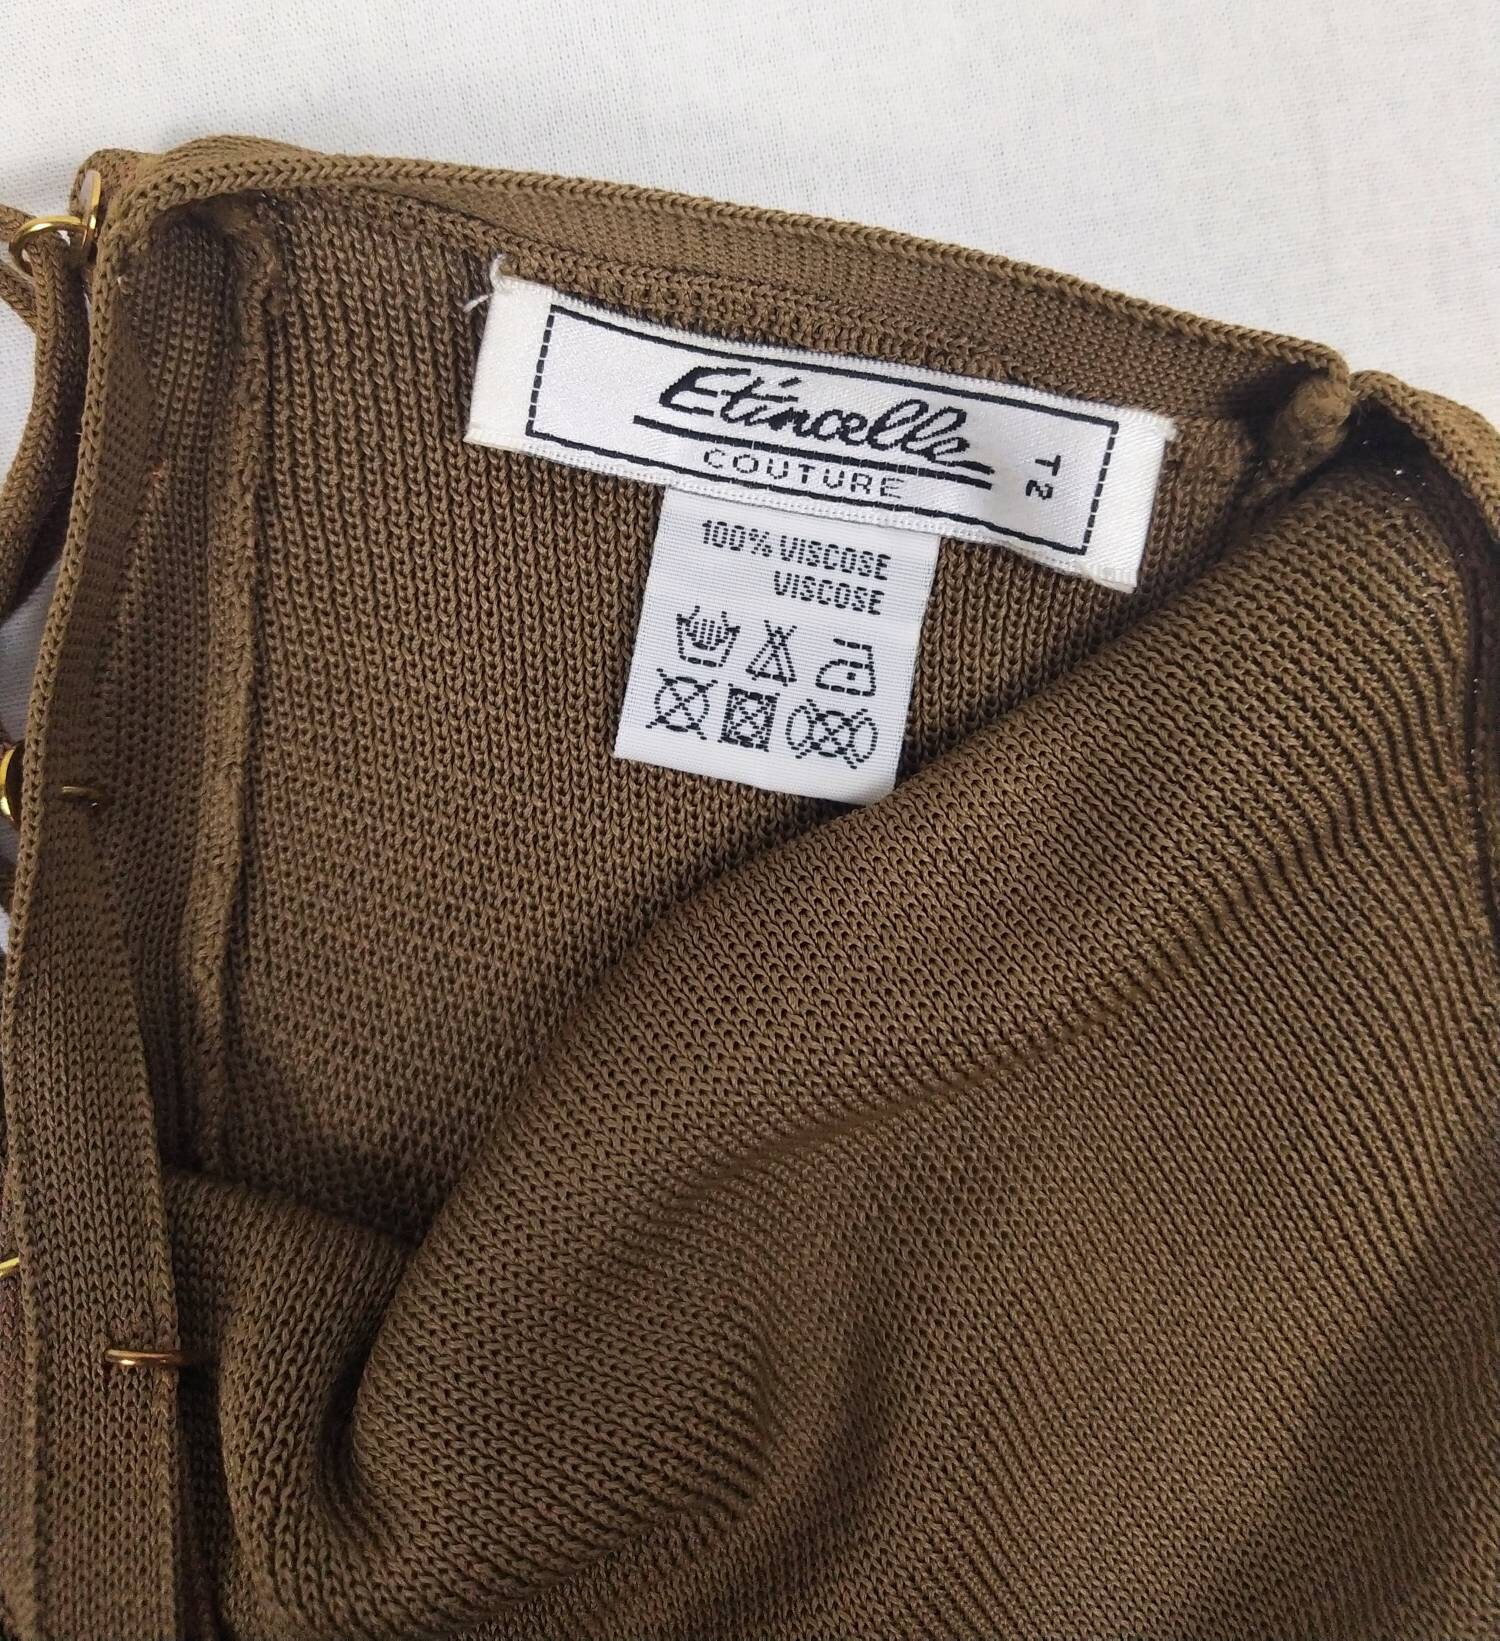 Etincelle
COUTURE
T2
100% VISCOSE
VISCOSE